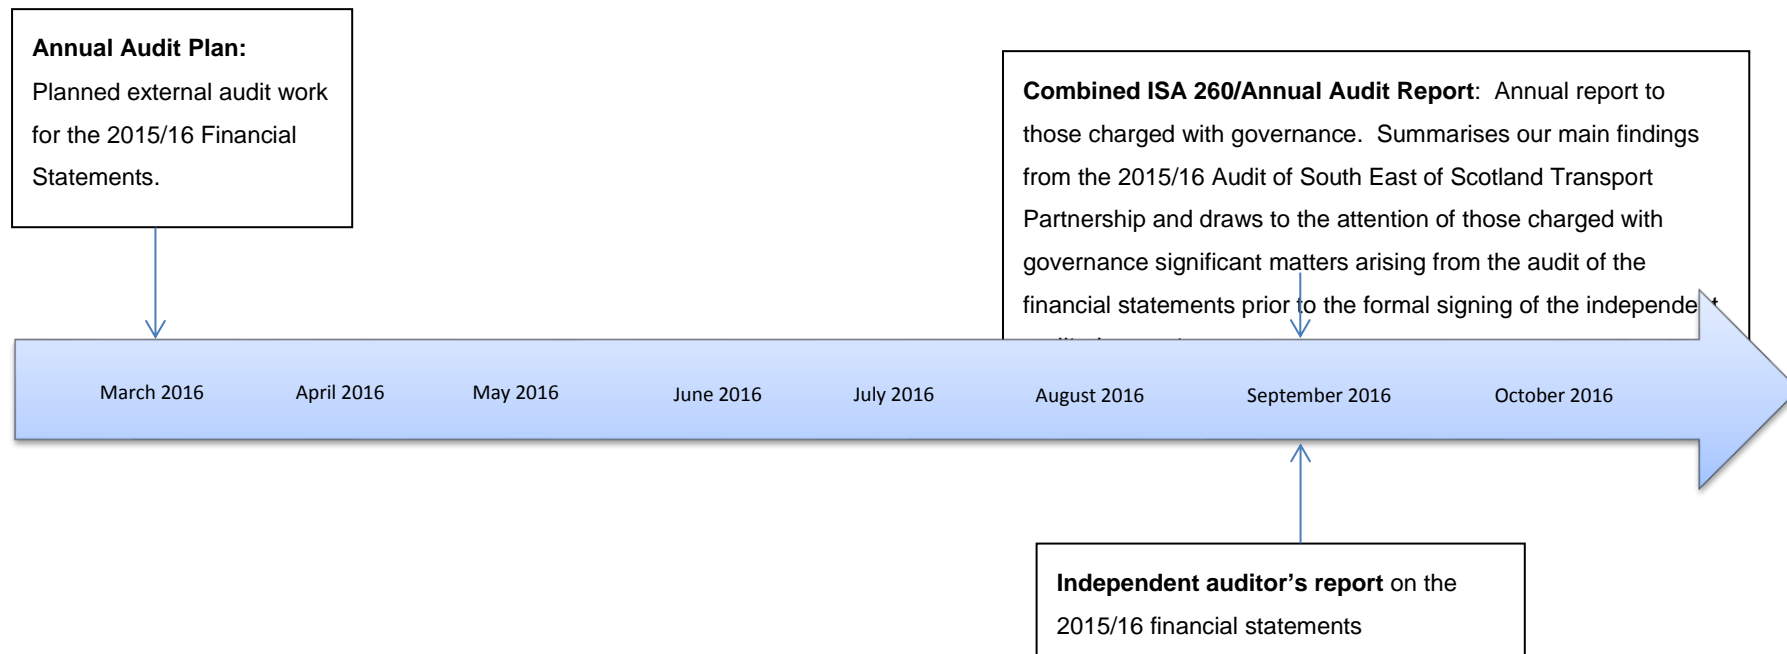 Annual Audit Plan:
Planned external audit work
for the 2015/16 Financial
Statements.
Combined ISA 260/Annual Audit Report:  Annual report to
those charged with governance.  Summarises our main findings
from the 2015/16 Audit of South East of Scotland Transport
Partnership and draws to the attention of those charged with
governance significant matters arising from the audit of the
financial statements prior to the formal signing of the
March 2016
April 2016
May 2016
June 2016
July 2016
August 2016
September 2016
October 2016
Independent auditor’s report on the
2015/16 financial statements